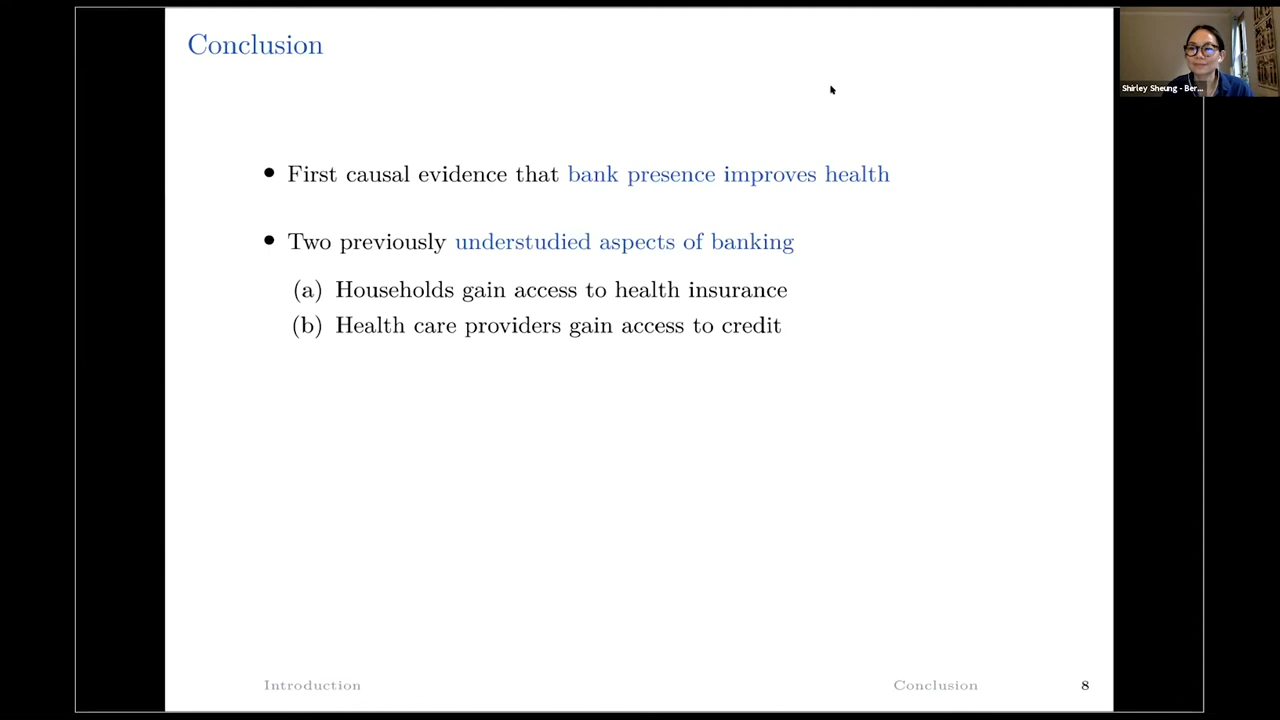 Conclusion
Shirley Sheung - Ber...
• First causal evidence that bank presence improves health
• Two previously understudied aspects of banking
(a) Households gain access to health insurance
(b) Health care providers gain access to credit
Introduction
Conclusion
8